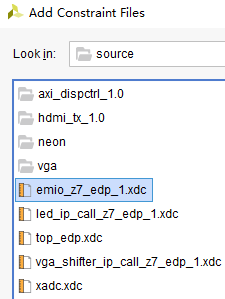 Add Constraint Files
Look in: source
axi_dispctrl_1.0
hdmi_tx_1.0
neon
vga
emio_z7_edp_1.xdc
led_ip_call_z7_edp_1.xdc
top_edp.xdc
vga_shifter_ip_call_z7_edp_1.xdc
xadc.xdc